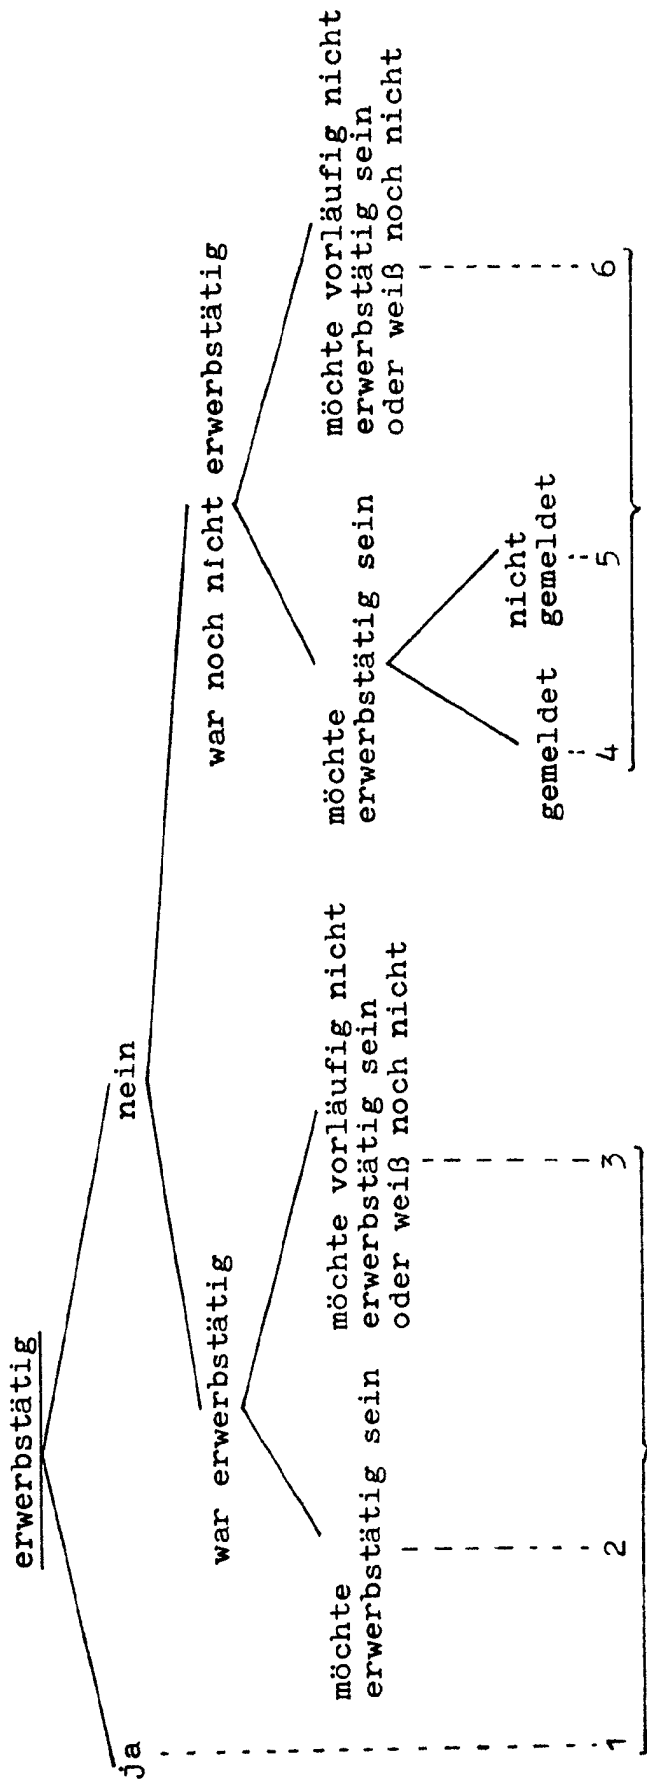 erwerbstätig
ja
nein
war erwerbstätig
war noch nicht erwerbstätig
möchte
erwerbstätig sein
möchte vorläufig nicht
erwerbstätig sein
oder weiß noch nicht
möchte
erwerbstätig sein
möchte vorläufig nicht
erwerbstätig sein
oder weiß noch nicht
gemeldet
nicht
gemeldet
1
2
3
4
5
6